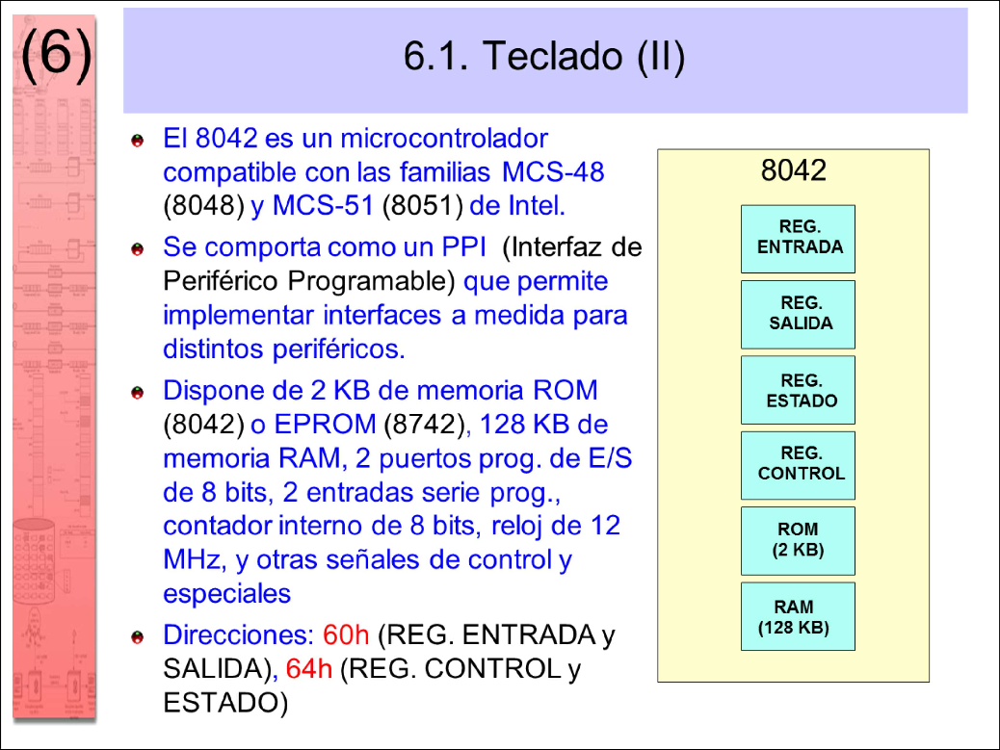 (6)
6.1. Teclado (II)
El 8042 es un microcontrolador
compatible con las familias MCS-48
(8048) y MCS-51 (8051) de Intel.
Se comporta como un PPI (Interfaz de
Periférico Programable) que permite
implementar interfaces a medida para
distintos periféricos.
Dispone de 2 KB de memoria ROM
(8042) o EPROM (8742), 128 KB de
memoria RAM, 2 puertos prog. de E/S
de 8 bits, 2 entradas serie prog.,
contador interno de 8 bits, reloj de 12
MHz, y otras señales de control y
especiales
Direcciones: 60h (REG. ENTRADA y
SALIDA), 64h (REG. CONTROL y
ESTADO)
8042
REG.
ENTRADA
REG.
SALIDA
REG.
ESTADO
REG.
CONTROL
ROM
(2 KB)
RAM
(128 KB)